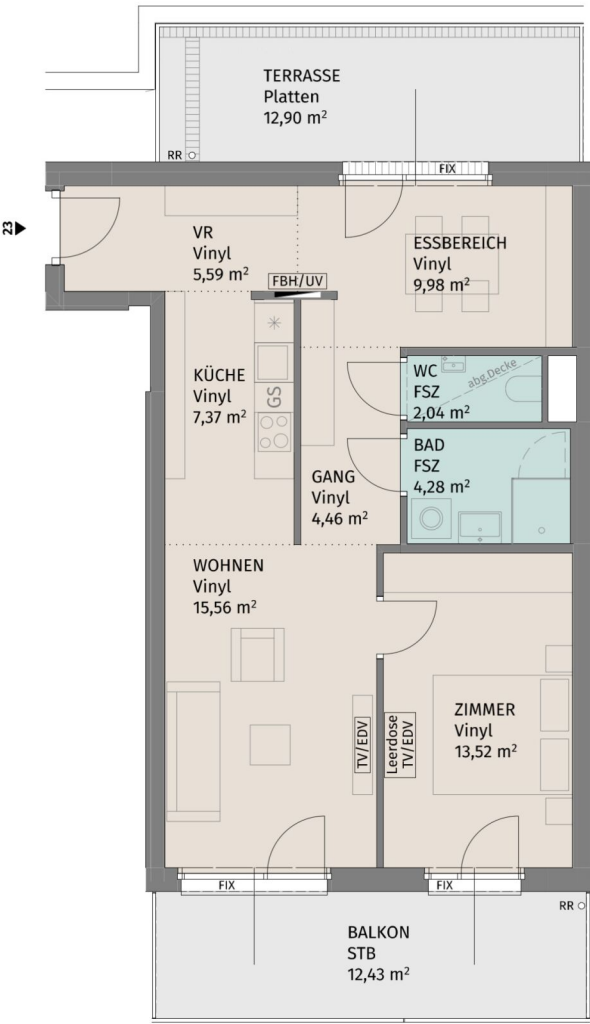 TERRASSE
Platten
12,90 m²
RR
FIX
23
VR
Vinyl
5,59 m²
ESSBEREICH
Vinyl
9,98 m²
FBH/UV
KÜCHE
Vinyl
7,37 m²
GS
WC
FSZ
2,04 m²
abg.Decke
BAD
FSZ
4,28 m²
GANG
Vinyl
4,46 m²
WOHNEN
Vinyl
15,56 m²
TV/EDV
Leerdose
TV/EDV
ZIMMER
Vinyl
13,52 m²
FIX
FIX
RR
BALKON
STB
12,43 m²